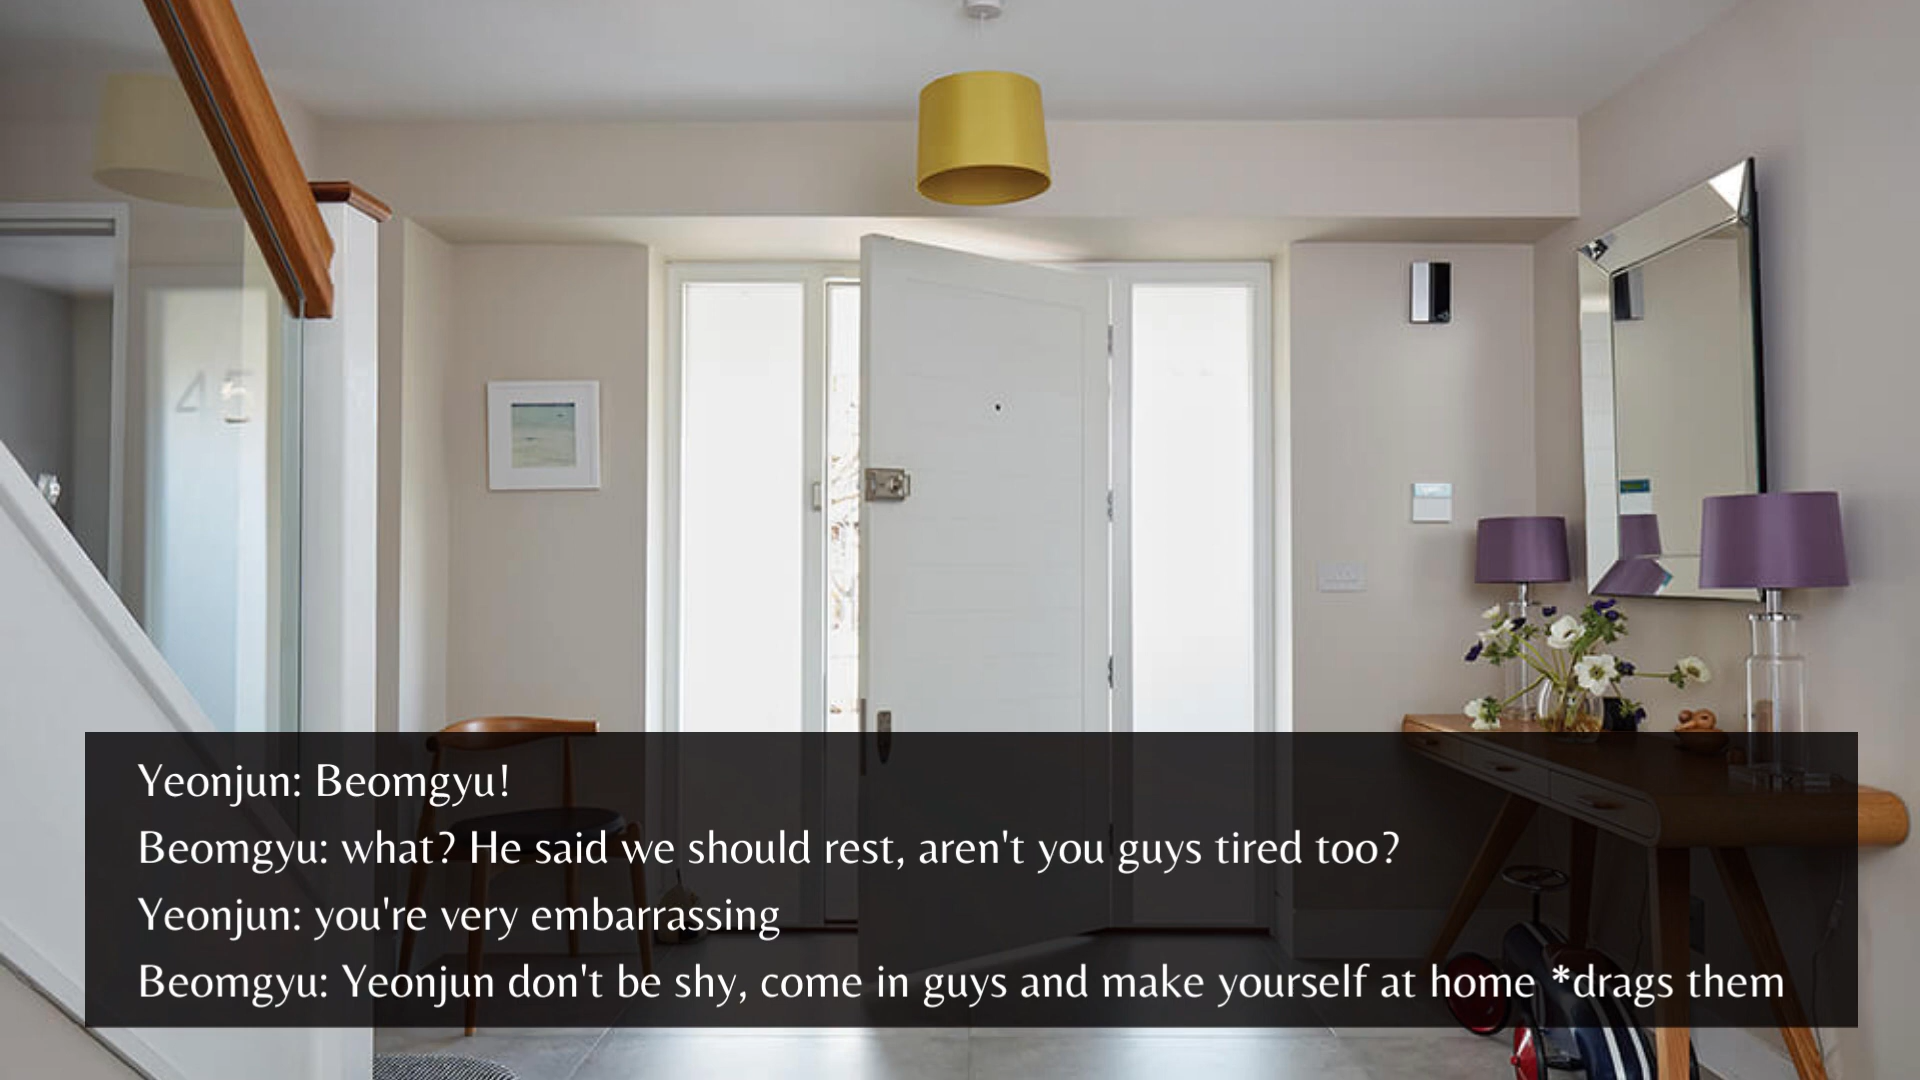 45
Yeonjun: Beomgyu!
Beomgyu: what? He said we should rest, aren't you guys tired too?
Yeonjun: you're very embarrassing
Beomgyu: Yeonjun don't be shy, come in guys and make yourself at home *drags them